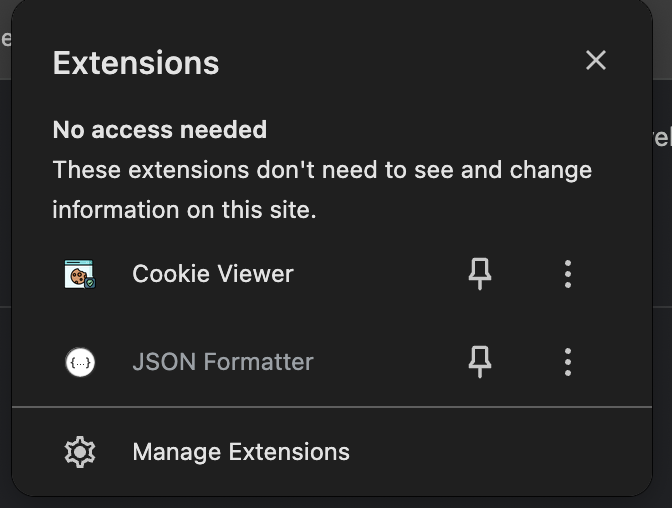 Extensions
No access needed
These extensions don't need to see and change
information on this site.
Cookie Viewer
{...} JSON Formatter
Manage Extensions